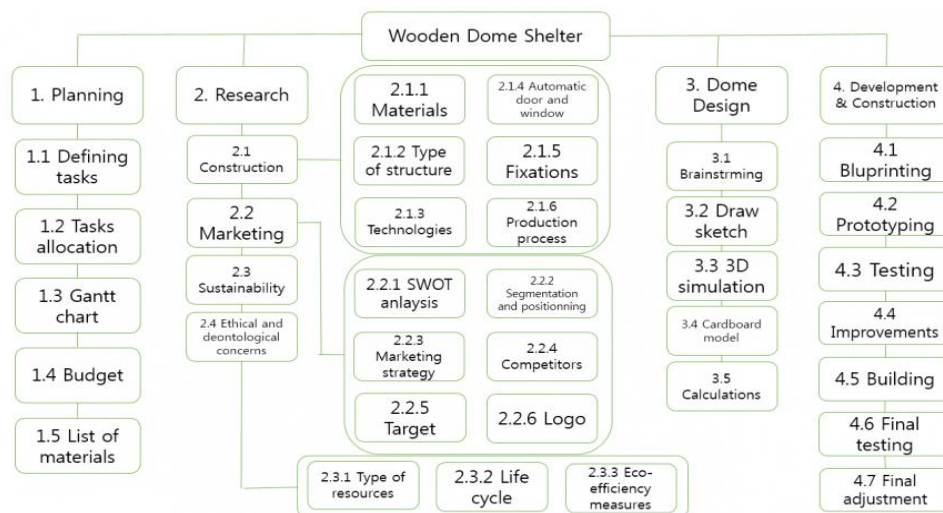 Wooden Dome Shelter
1. Planning
1.1 Defining
tasks
1.2 Tasks
allocation
1.3 Gantt
chart
1.4 Budget
1.5 List of
materials
2. Research
2.1
Construction
2.2
Marketing
2.3
Sustainability
2.4 Ethical and
deontological
concerns
2.1.1
Materials
2.1.4 Automatic
door and
window
2.1.2 Type
of structure
2.1.5
Fixations
2.1.3
Technologies
2.1.6
Production
process
2.2.1 SWOT
anlaysis
2.2.2
Segmentation
and positionning
2.2.3
Marketing
strategy
2.2.4
Competitors
2.2.5
Target
2.2.6 Logo
2.3.1 Type of
resources
2.3.2 Life
cycle
2.3.3 Eco-
efficiency
measures
3. Dome
Design
3.1
Brainstrming
3.2 Draw
sketch
3.3 3D
simulation
3.4 Cardboard
model
3.5
Calculations
4. Development
& Construction
4.1
Bluprinting
4.2
Prototyping
4.3 Testing
4.4
Improvements
4.5 Building
4.6 Final
testing
4.7 Final
adjustment